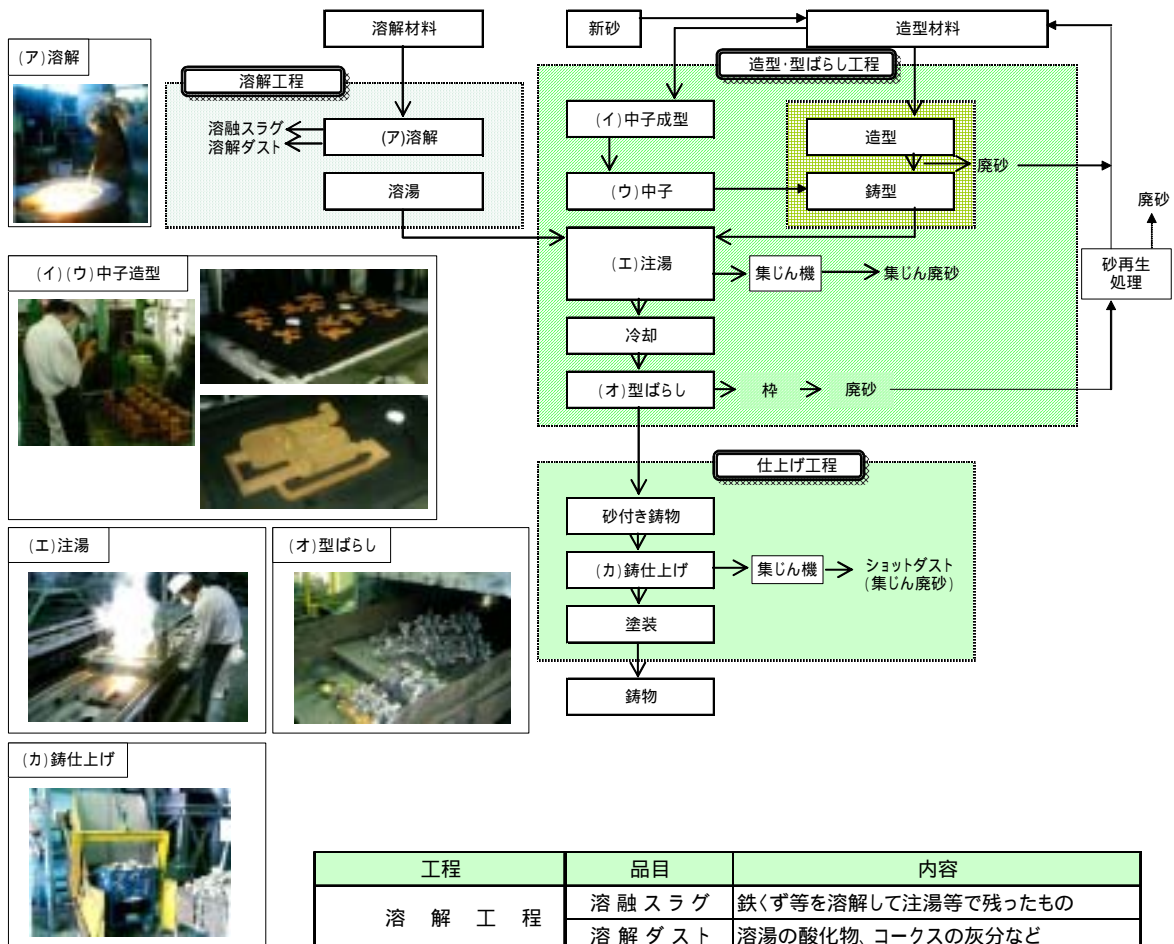 溶解材料
新砂
造型材料
(ア)溶解
溶解工程
造型・型ばらし工程
溶融スラグ
溶解ダスト
(ア)溶解
溶湯
(イ)中子成型
(ウ)中子
造型
廃砂
鋳型
廃砂
砂再生
処理
(エ)注湯
集じん機
集じん廃砂
冷却
(オ)型ばらし
枠
廃砂
(イ)(ウ)中子造型
仕上げ工程
砂付き鋳物
(カ)鋳仕上げ
集じん機
ショットダスト
(集じん廃砂)
塗装
鋳物
(エ)注湯
(オ)型ばらし
(カ)鋳仕上げ
工程 品目 内容
溶解工程 溶融スラグ 鉄くず等を溶解して注湯等で残ったもの
溶解ダスト 溶湯の酸化物、コークスの灰分など